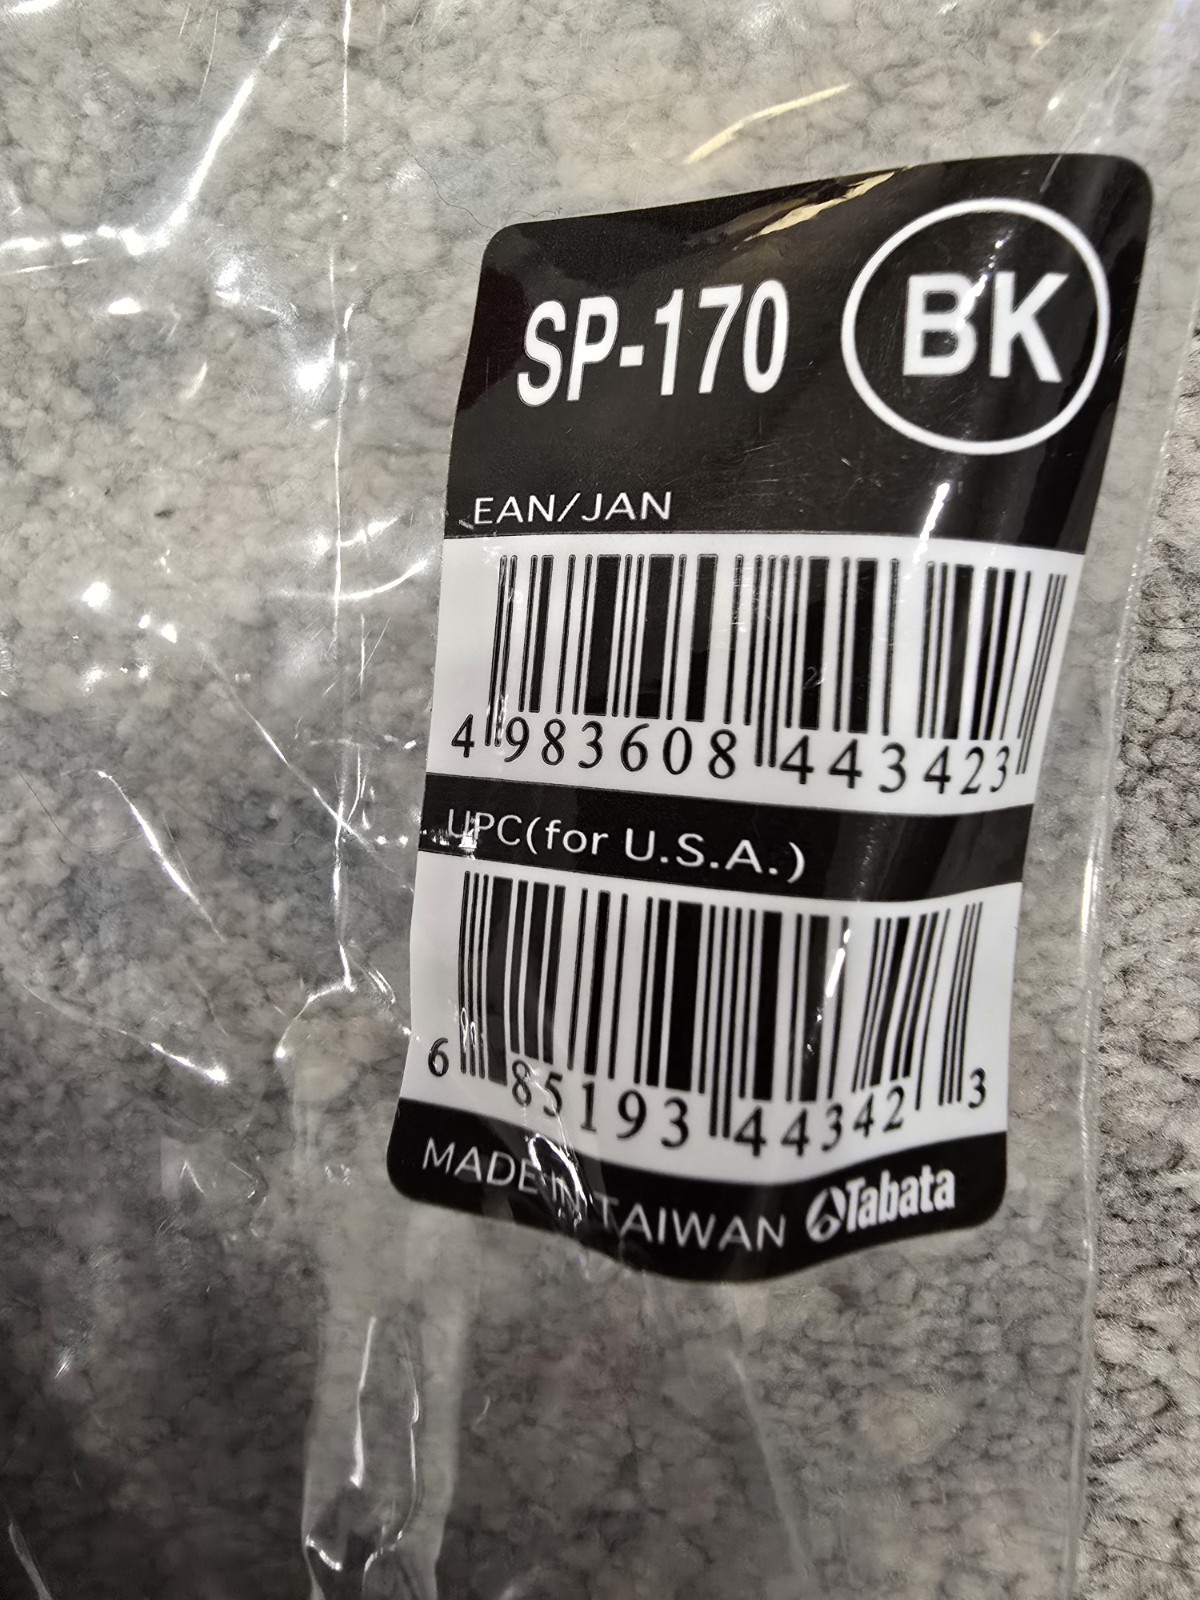 SP-170 BK
EAN/JAN
4 983608 443423
UPC(for U.S.A.)
6 85193 44342 3
MADE IN TAIWAN Tabata